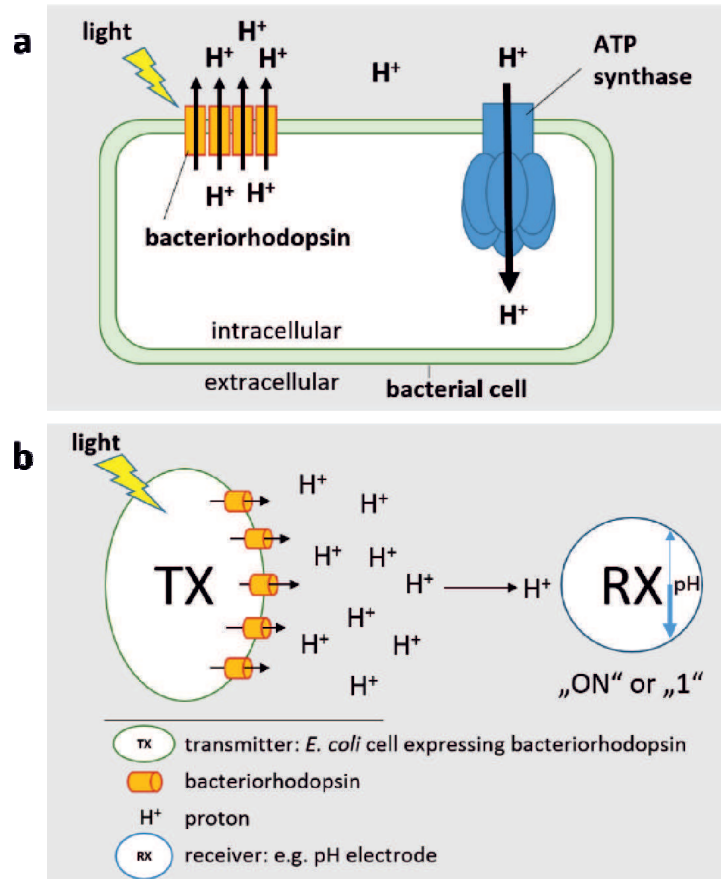 a
light
H⁺
H⁺ H⁺
H⁺
H⁺
ATP
synthase
H⁺ H⁺
bacteriorhodopsin
H⁺
intracellular
extracellular
bacterial cell
b
light
H⁺
H⁺
H⁺ H⁺
TX
H⁺
H⁺
RX
pH
H⁺
H⁺ H⁺
H⁺
„ON“ or „1“
TX transmitter: E. coli cell expressing bacteriorhodopsin
bacteriorhodopsin
H⁺ proton
RX receiver: e.g. pH electrode